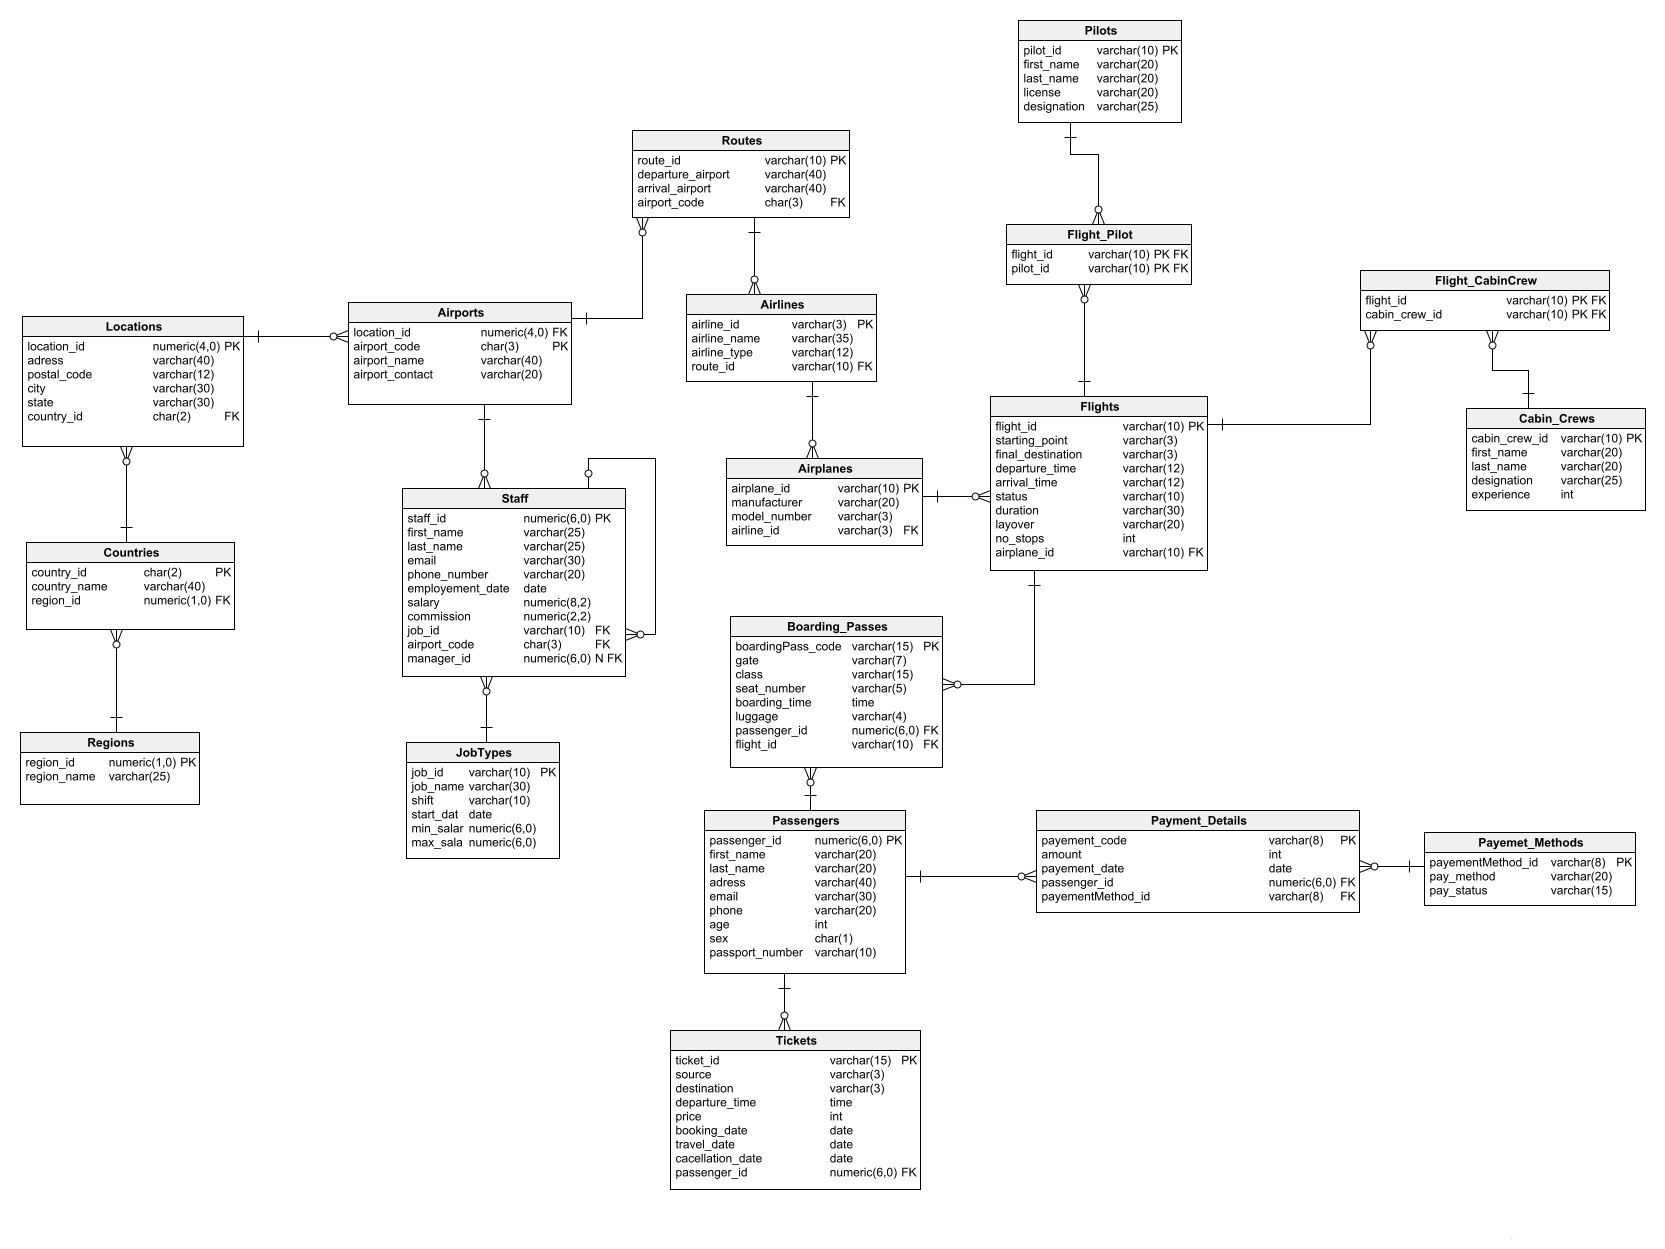 Pilots
pilot_id varchar(10) PK
first_name varchar(20)
last_name varchar(20)
license varchar(20)
designation varchar(25)
Routes
route_id varchar(10) PK
departure_airport varchar(40)
arrival_airport varchar(40)
airport_code char(3) FK
Flight_Pilot
flight_id varchar(10) PK FK
pilot_id varchar(10) PK FK
Flight_CabinCrew
flight_id varchar(10) PK FK
cabin_crew_id varchar(10) PK FK
Locations
location_id numeric(4,0) PK
adress varchar(40)
postal_code varchar(12)
city varchar(30)
state varchar(30)
country_id char(2) FK
Airports
location_id numeric(4,0) FK
airport_code char(3) PK
airport_name varchar(40)
airport_contact varchar(20)
Airlines
airline_id varchar(3) PK
airline_name varchar(35)
airline_type varchar(12)
route_id varchar(10) FK
Flights
flight_id varchar(10) PK
starting_point varchar(3)
final_destination varchar(3)
departure_time varchar(12)
arrival_time varchar(12)
status varchar(10)
duration varchar(30)
layover varchar(20)
no_stops int
airplane_id varchar(10) FK
Cabin_Crews
cabin_crew_id varchar(10) PK
first_name varchar(20)
last_name varchar(20)
designation varchar(25)
experience int
Airplanes
airplane_id varchar(10) PK
manufacturer varchar(20)
model_number varchar(3)
airline_id varchar(3) FK
Staff
staff_id numeric(6,0) PK
first_name varchar(25)
last_name varchar(25)
email varchar(30)
phone_number varchar(20)
employement_date date
salary numeric(8,2)
commission numeric(2,2)
job_id varchar(10) FK
airport_code char(3) FK
manager_id numeric(6,0) N FK
Countries
country_id char(2) PK
country_name varchar(40)
region_id numeric(1,0) FK
Boarding_Passes
boardingPass_code varchar(15) PK
gate varchar(7)
class varchar(15)
seat_number varchar(5)
boarding_time time
luggage varchar(4)
passenger_id numeric(6,0) FK
flight_id varchar(10) FK
Regions
region_id numeric(1,0) PK
region_name varchar(25)
JobTypes
job_id varchar(10) PK
job_name varchar(30)
shift varchar(10)
start_dat date
min_salar numeric(6,0)
max_sala numeric(6,0)
Passengers
passenger_id numeric(6,0) PK
first_name varchar(20)
last_name varchar(20)
adress varchar(40)
email varchar(30)
phone varchar(20)
age int
sex char(1)
passport_number varchar(10)
Payment_Details
payement_code varchar(8) PK
amount int
payement_date date
passenger_id numeric(6,0) FK
payementMethod_id varchar(8) FK
Payemet_Methods
payementMethod_id varchar(8) PK
pay_method varchar(20)
pay_status varchar(15)
Tickets
ticket_id varchar(15) PK
source varchar(3)
destination varchar(3)
departure_time time
price int
booking_date date
travel_date date
cacellation_date date
passenger_id numeric(6,0) FK